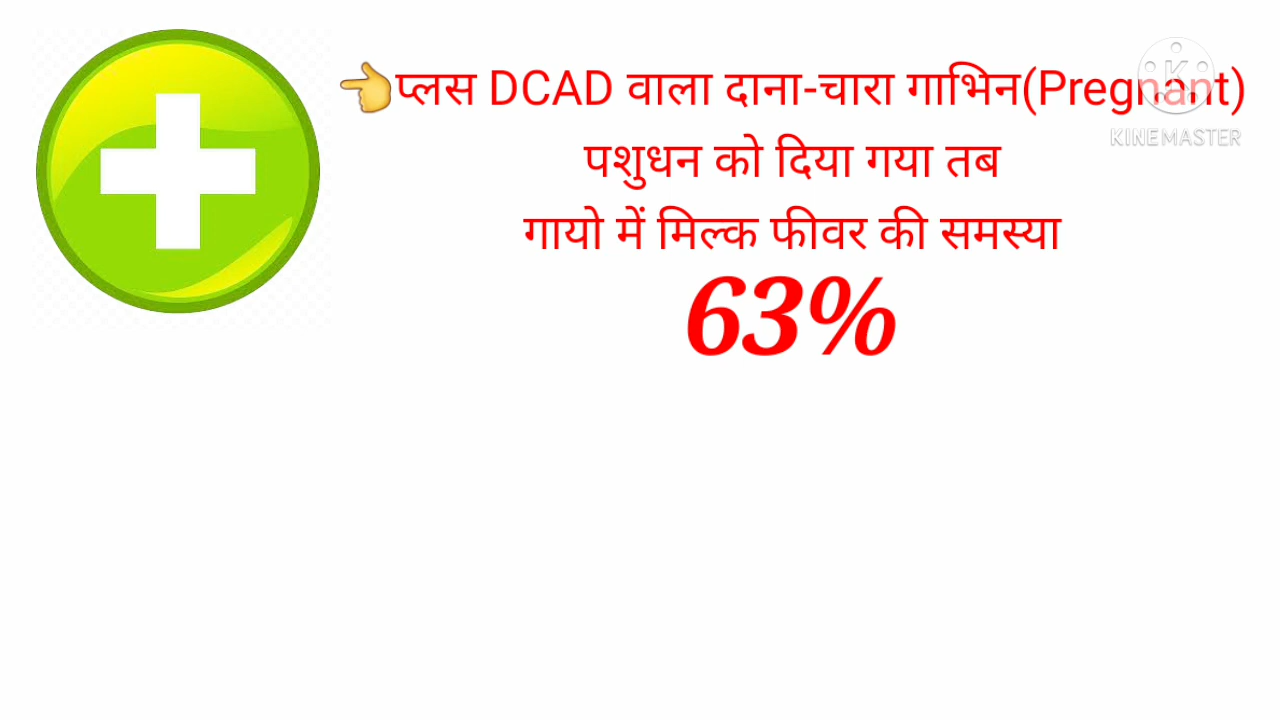 👈प्लस DCAD वाला दाना-चारा गाभिन(Pregnant)
पशुधन को दिया गया तब
गायो में मिल्क फीवर की समस्या
63%
K
KINEMASTER